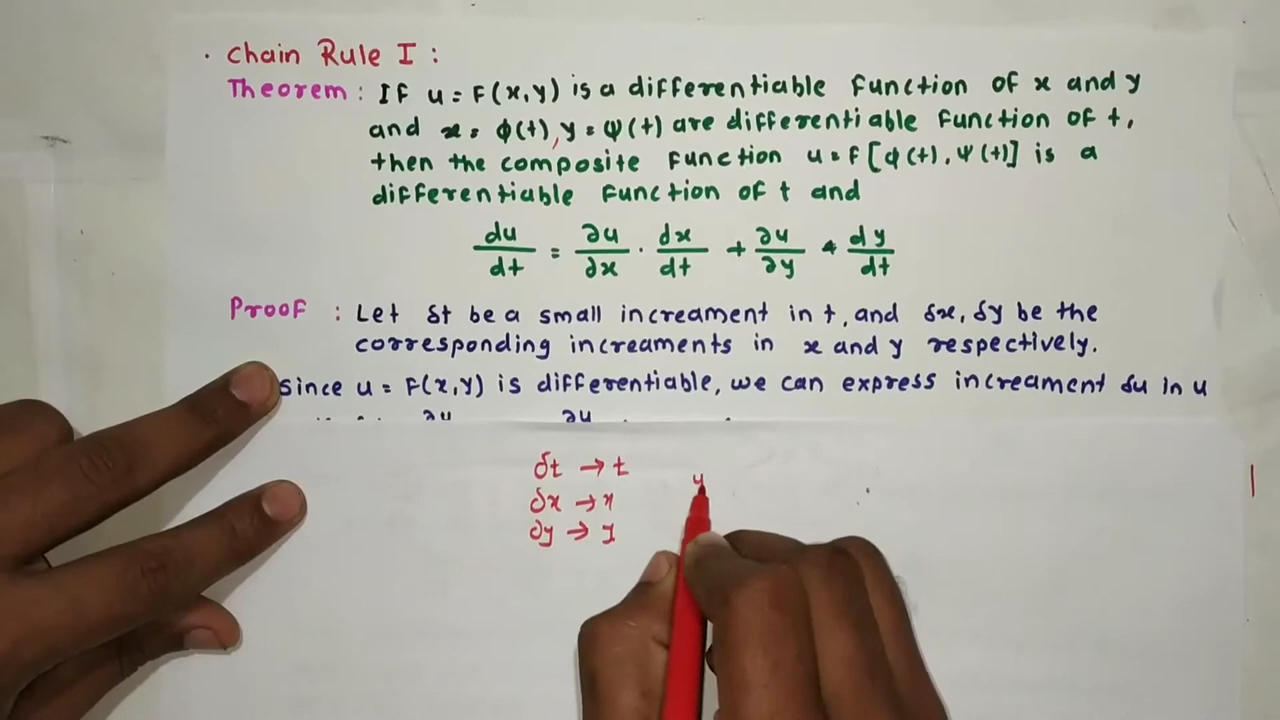 · Chain Rule I :
Theorem : If u = F(x,y) is a differentiable function of x and y
and x = φ(t), y = ψ(t) are differentiable function of t,
then the composite function u = f [φ(t), ψ(t)] is a
differentiable function of t and
du/dt = ∂u/∂x · dx/dt + ∂u/∂y · dy/dt
Proof : Let δt be a small increament in t, and δx, δy be the
corresponding increaments in x and y respectively.
since u = F(x,y) is differentiable, we can express increament δu in u
∂u ∂u
δt → t
δx → x
δy → y
u